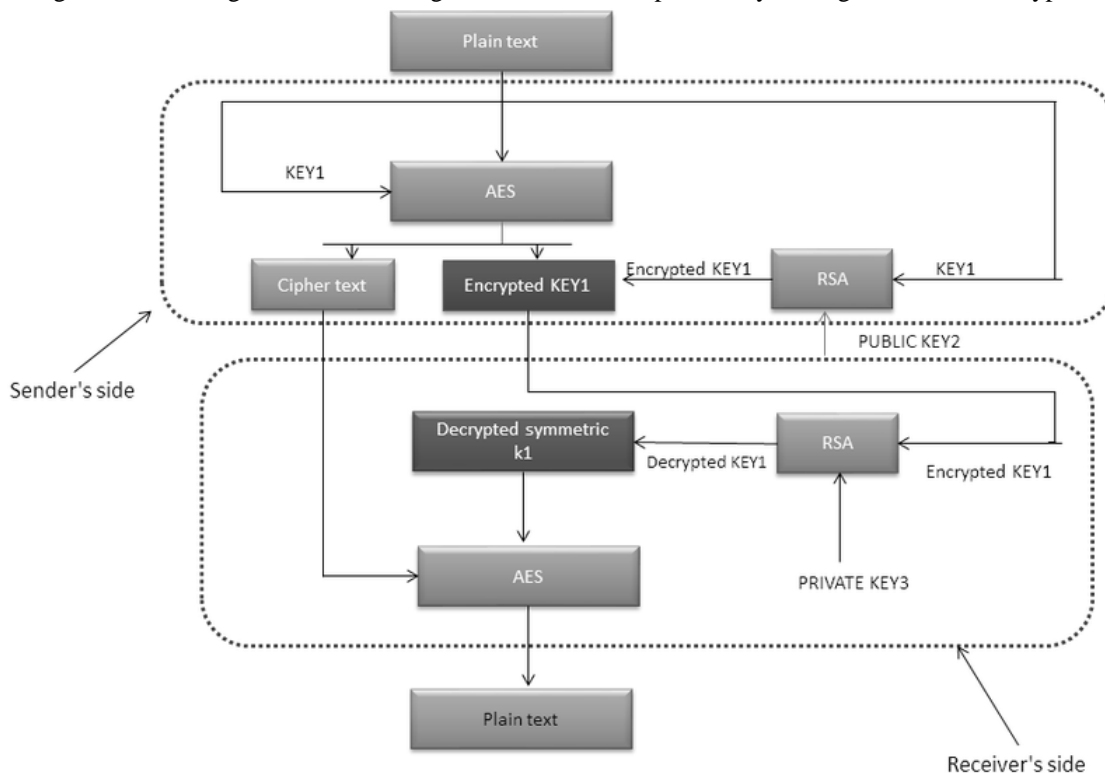 Plain text
KEY1
AES
Cipher text
Encrypted KEY1
Encrypted KEY1
RSA
KEY1
PUBLIC KEY2
Sender's side
Decrypted symmetric
k1
Decrypted KEY1
RSA
Encrypted KEY1
AES
PRIVATE KEY3
Plain text
Receiver's side